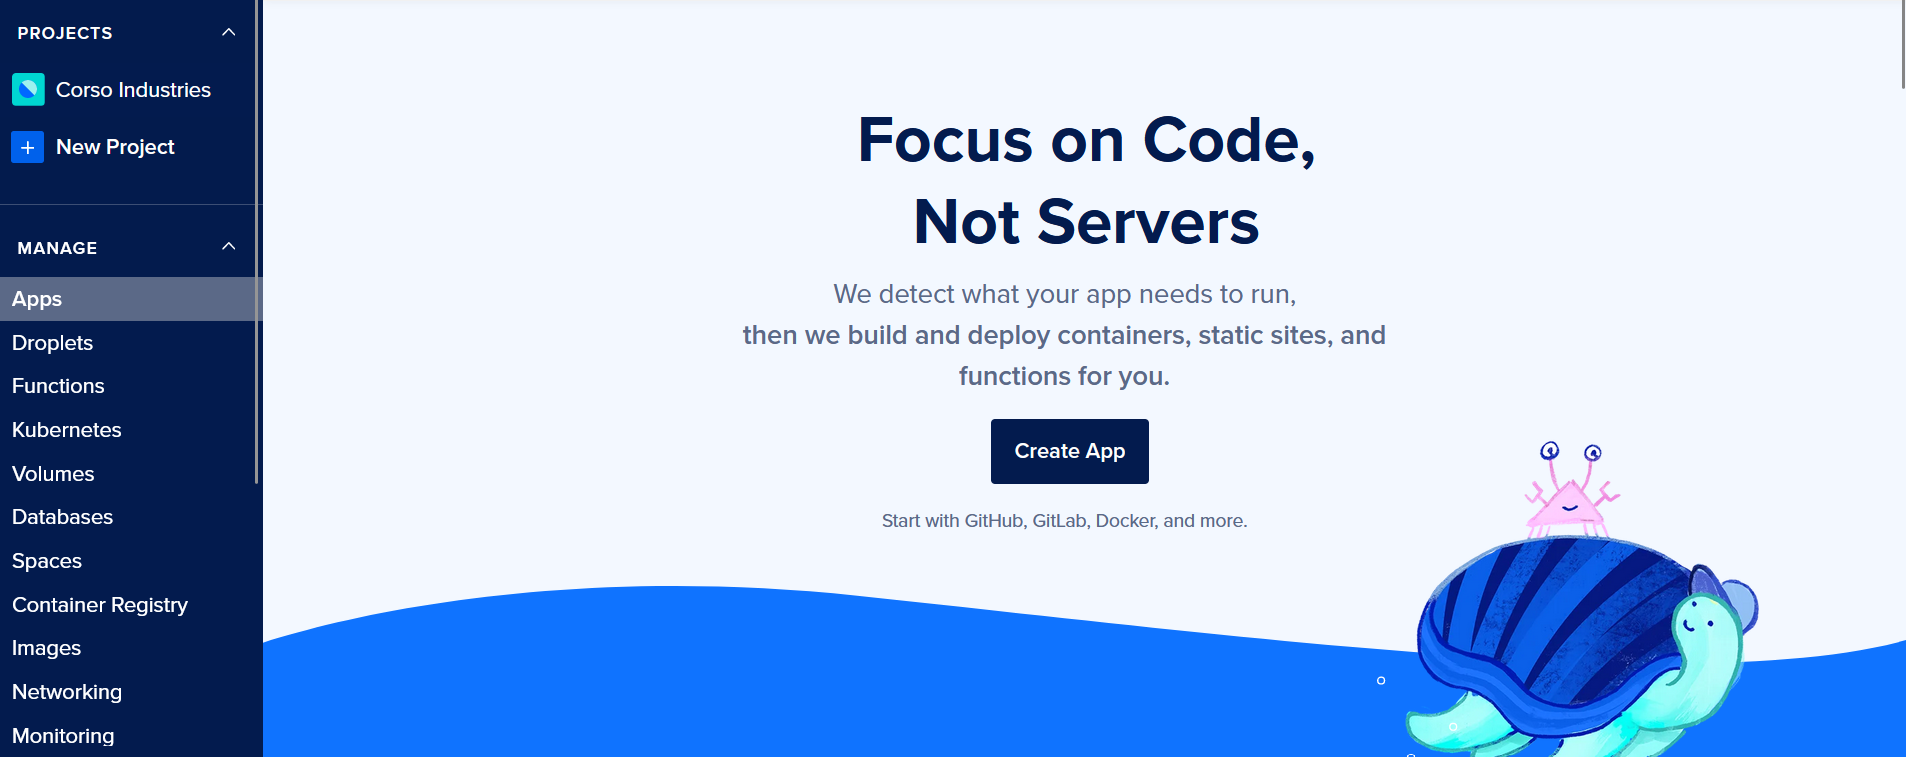 PROJECTS
Corso Industries
New Project
MANAGE
Apps
Droplets
Functions
Kubernetes
Volumes
Databases
Spaces
Container Registry
Images
Networking
Monitoring
Focus on Code,
Not Servers
We detect what your app needs to run,
then we build and deploy containers, static sites, and
functions for you.
Create App
Start with GitHub, GitLab, Docker, and more.